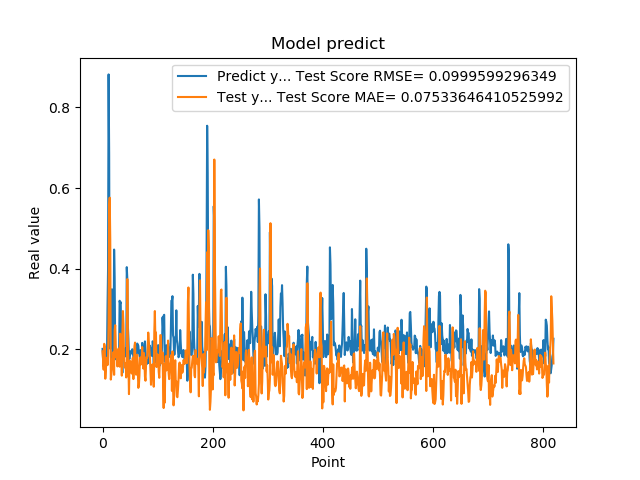 Model predict
Predict y... Test Score RMSE= 0.0999599296349
Test y... Test Score MAE= 0.07533646410525992
Real value
0.8
0.6
0.4
0.2
0
200
400
600
800
Point